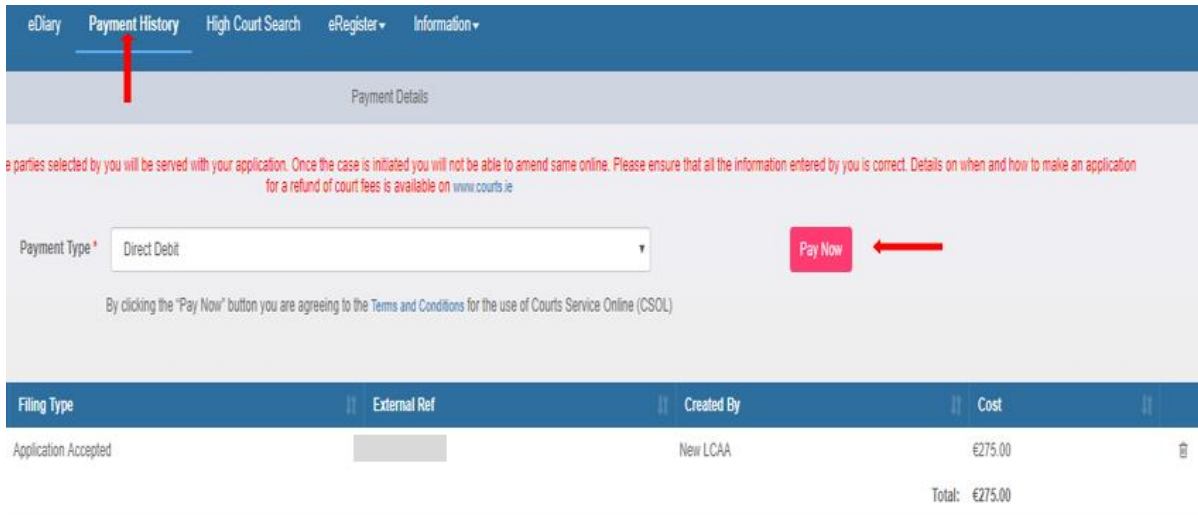 eDiary Payment History High Court Search eRegister Information
Payment Details
e parties selected by you will be served with your application. Once the case is initiated you will not be able to amend same online. Please ensure that all the information entered by you is correct. Details on when and how to make an application
for a refund of court fees is available on www.courts.ie
Payment Type * Direct Debit Pay Now
By clicking the "Pay Now" button you are agreeing to the Terms and Conditions for the use of Courts Service Online (CSOL)
Filing Type External Ref Created By Cost
Application Accepted New LCAA €275.00
Total: €275.00